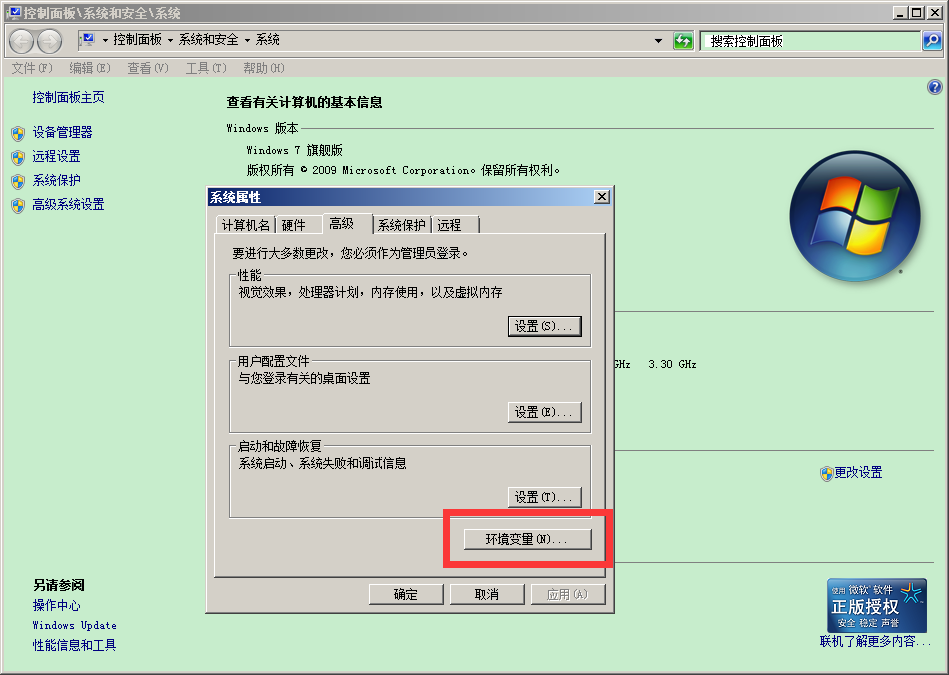 控制面板\系统和安全\系统
控制面板 系统和安全 系统
搜索控制面板
文件(F) 编辑(E) 查看(V) 工具(T) 帮助(H)
控制面板主页
设备管理器
远程设置
系统保护
高级系统设置
查看有关计算机的基本信息
Windows 版本
Windows 7 旗舰版
版权所有 © 2009 Microsoft Corporation。保留所有权利。
系统属性
计算机名 硬件 高级 系统保护 远程
要进行大多数更改，您必须作为管理员登录。
性能
视觉效果，处理器计划，内存使用，以及虚拟内存
设置(S)...
用户配置文件
与您登录有关的桌面设置
设置(E)...
启动和故障恢复
系统启动、系统失败和调试信息
设置(T)...
环境变量(N)...
确定 取消 应用(A)
GHz 3.30 GHz
更改设置
另请参阅
操作中心
Windows Update
性能信息和工具
使用 微软 软件
正版授权
安全 稳定 声誉
联机了解更多内容...